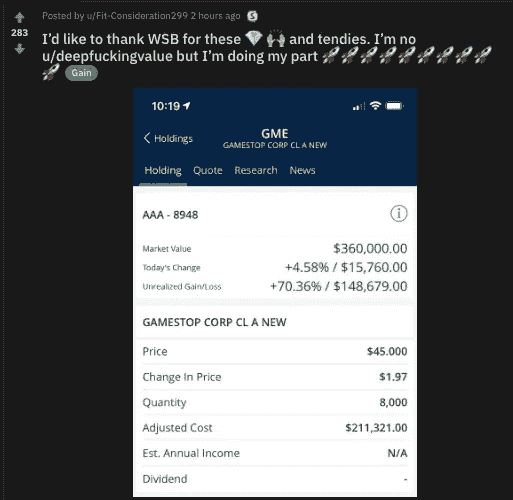 Posted by u/Fit-Consideration299 2 hours ago
283
I'd like to thank WSB for these 💎 🙌 and tendies. I'm no
u/deepfuckingvalue but I'm doing my part 🚀🚀🚀🚀🚀🚀🚀🚀🚀
🚀 Gain
10:19
Holdings
GME
GAMESTOP CORP CL A NEW
Holding Quote Research News
AAA - 8948
Market Value $360,000.00
Today's Change +4.58% / $15,760.00
Unrealized Gain/Loss +70.36% / $148,679.00
GAMESTOP CORP CL A NEW
Price $45.000
Change In Price $1.97
Quantity 8,000
Adjusted Cost $211,321.00
Est. Annual Income N/A
Dividend -